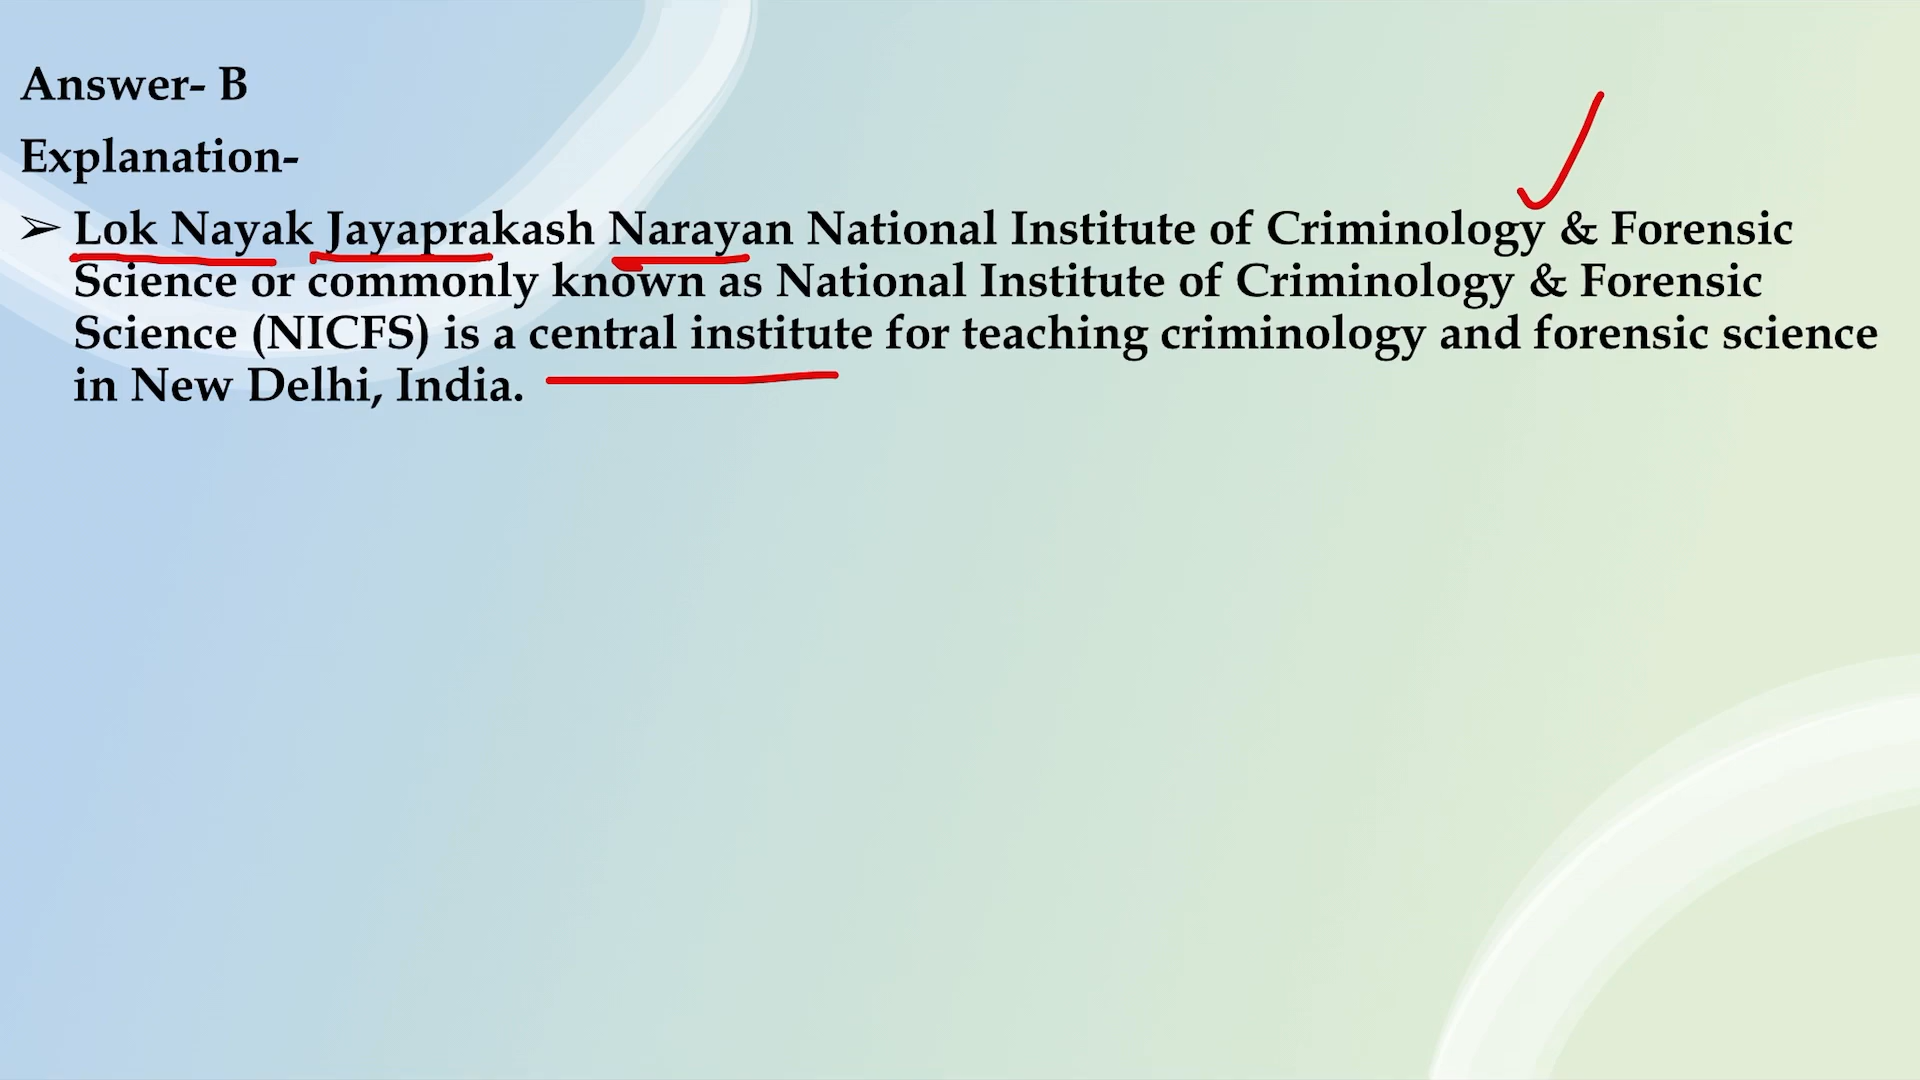 Answer- B
Explanation-
➢ Lok Nayak Jayaprakash Narayan National Institute of Criminology & Forensic
Science or commonly known as National Institute of Criminology & Forensic
Science (NICFS) is a central institute for teaching criminology and forensic science
in New Delhi, India.